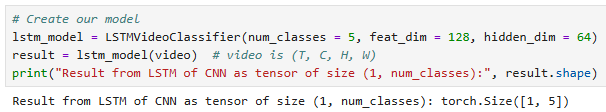 # Create our model
lstm_model = LSTMVideoClassifier(num_classes = 5, feat_dim = 128, hidden_dim = 64)
result = lstm_model(video)  # video is (T, C, H, W)
print("Result from LSTM of CNN as tensor of size (1, num_classes):", result.shape)
Result from LSTM of CNN as tensor of size (1, num_classes): torch.Size([1, 5])